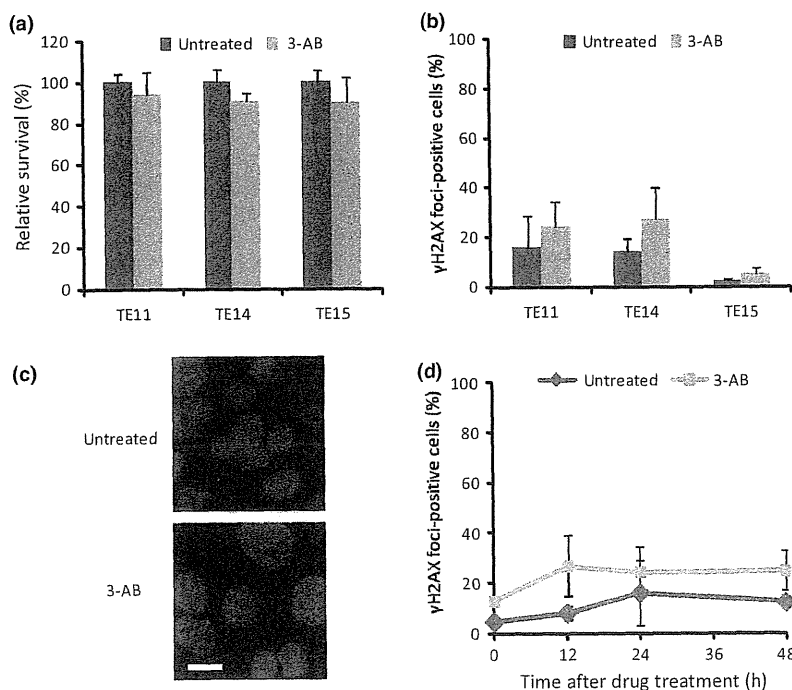 (a)
Untreated 3-AB
Relative survival (%)
120
100
80
60
40
20
0
TE11 TE14 TE15
(b)
Untreated 3-AB
γH2AX foci-positive cells (%)
100
80
60
40
20
0
TE11 TE14 TE15
(c)
Untreated
3-AB
(d)
Untreated 3-AB
γH2AX foci-positive cells (%)
100
80
60
40
20
0
0 12 24 36 48
Time after drug treatment (h)